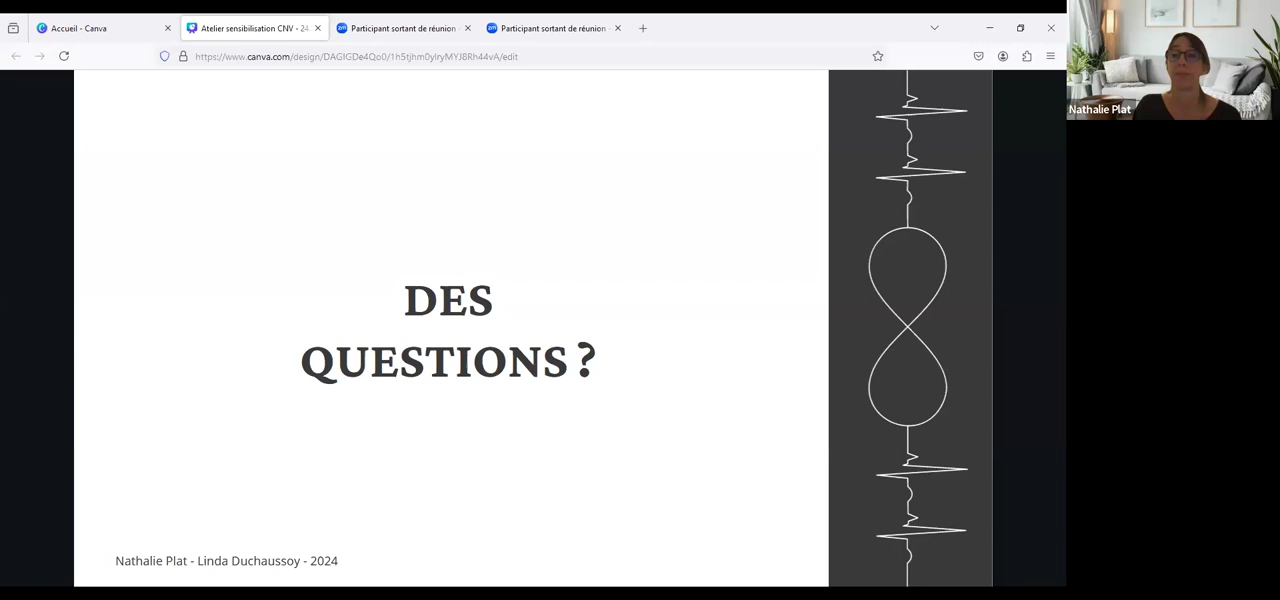 Accueil - Canva
Atelier sensibilisation CNV - 24
Participant sortant de réunion
Participant sortant de réunion
https://www.canva.com/design/DAGIGDe4Qo0/1h5tjhm0ylryMYJ8Rh44vA/edit
Nathalie Plat
DES
QUESTIONS ?
Nathalie Plat - Linda Duchaussoy - 2024